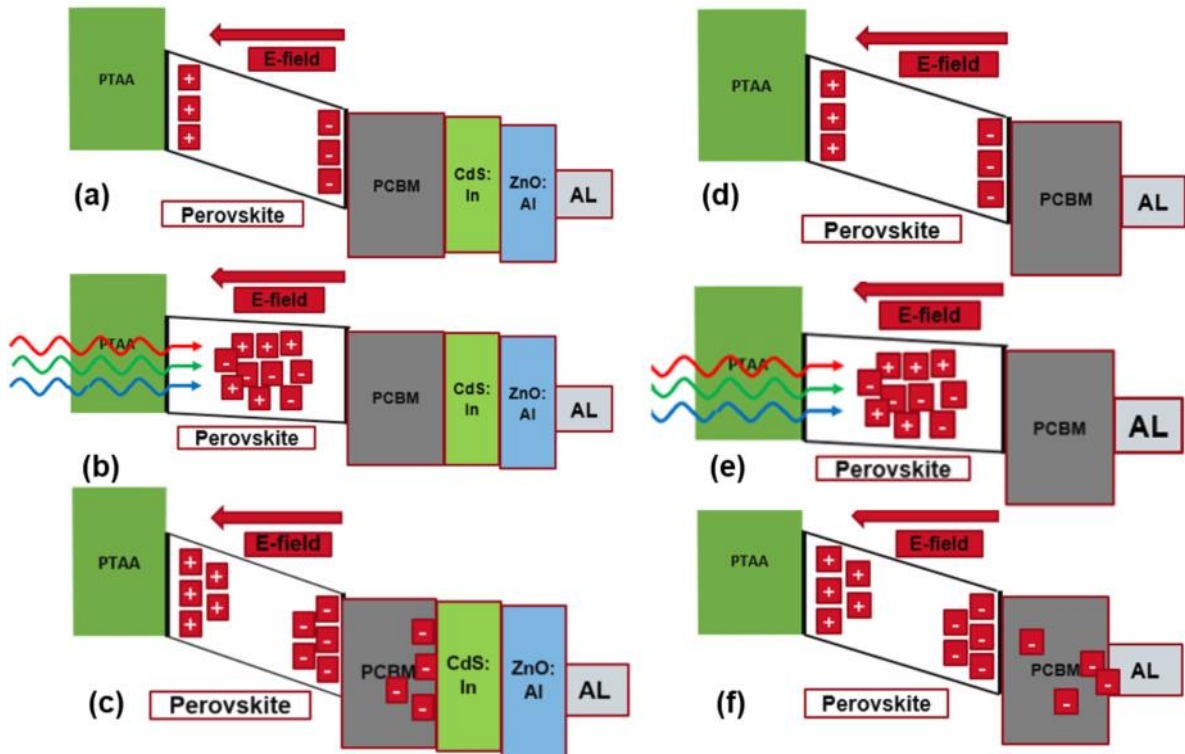 E-field
PTAA
+
+
+
-
-
-
PCBM
CdS:
In
ZnO:
Al
AL
(a)
Perovskite
E-field
PTAA
+ + +
-
- - -
+
+ -
PCBM
CdS:
In
ZnO:
Al
AL
(b)
Perovskite
E-field
PTAA
+
+
+
+
+
-
-
-
-
-
-
-
-
-
PCBM
CdS:
In
ZnO:
Al
AL
(c)
Perovskite
E-field
PTAA
+
+
+
-
-
-
PCBM
AL
(d)
Perovskite
E-field
PTAA
+ + +
-
- - -
+
+ -
PCBM
AL
(e)
Perovskite
E-field
PTAA
+
+
+
+
+
-
-
-
-
-
-
-
-
-
PCBM
AL
(f)
Perovskite